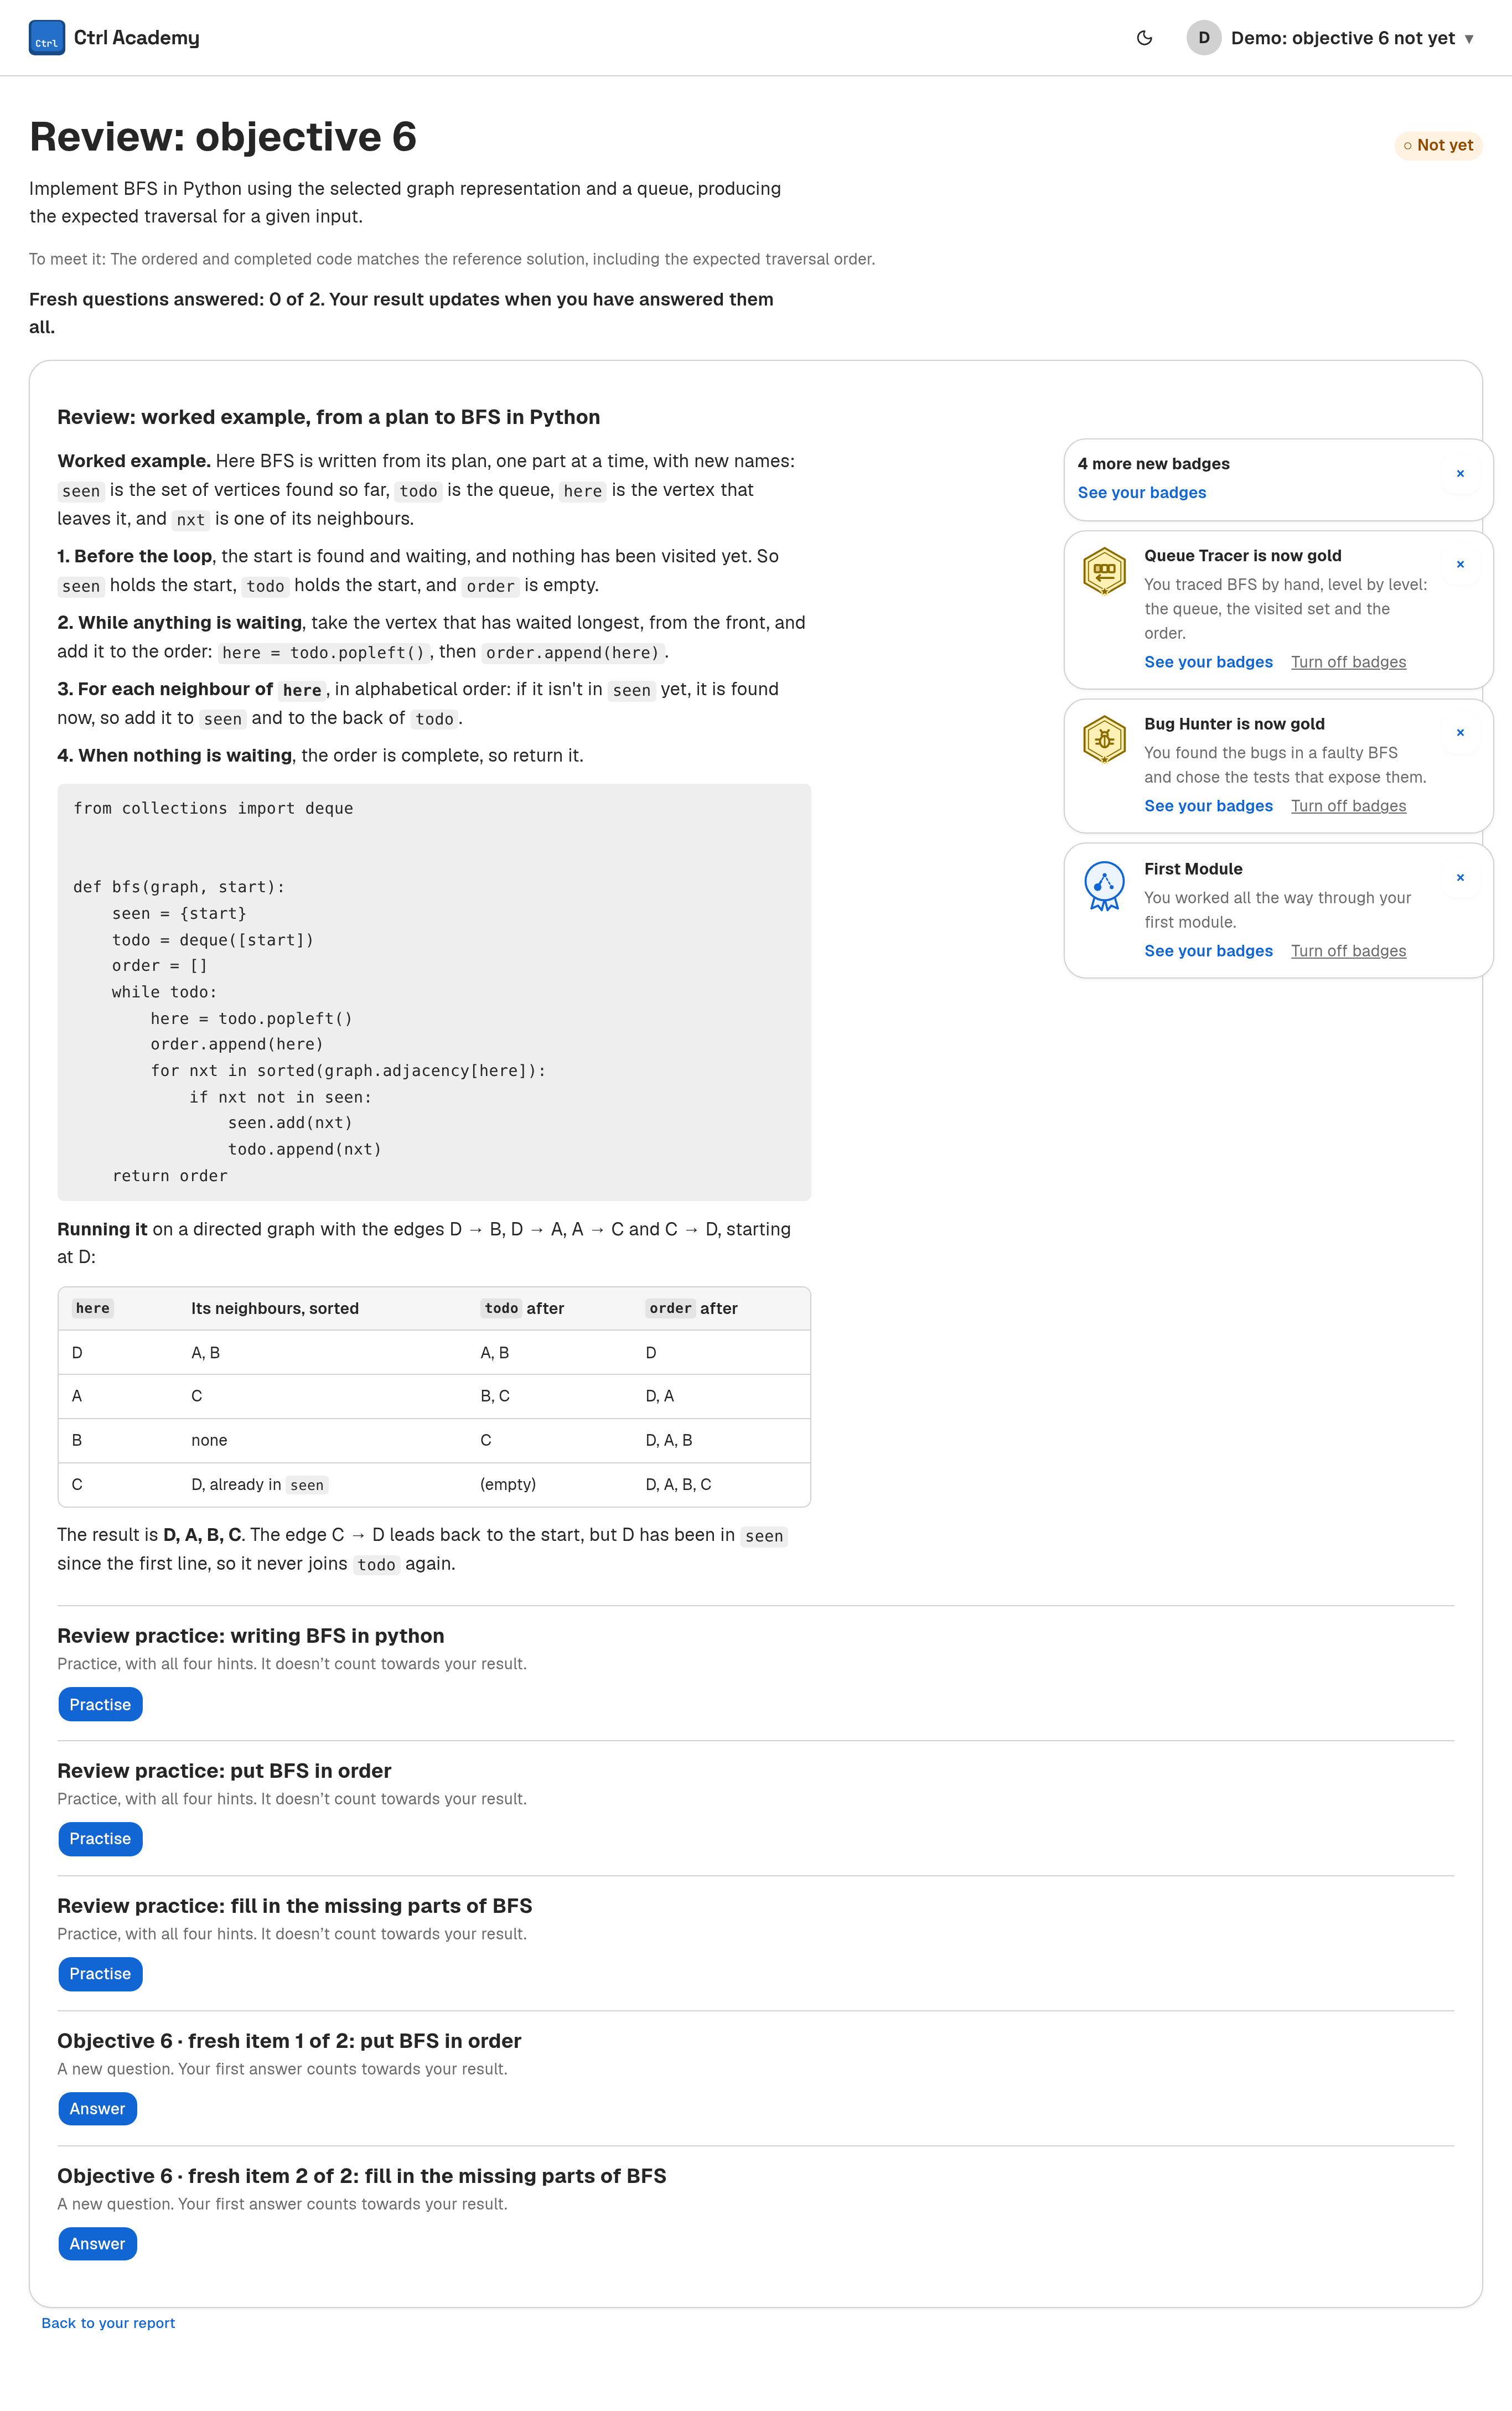 Ctrl
Ctrl Academy
D
Demo: objective 6 not yet ▾
Review: objective 6
○ Not yet
Implement BFS in Python using the selected graph representation and a queue, producing
the expected traversal for a given input.
To meet it: The ordered and completed code matches the reference solution, including the expected traversal order.
Fresh questions answered: 0 of 2. Your result updates when you have answered them
all.
Review: worked example, from a plan to BFS in Python
Worked example. Here BFS is written from its plan, one part at a time, with new names:
seen is the set of vertices found so far, todo is the queue, here is the vertex that
leaves it, and nxt is one of its neighbours.
1. Before the loop, the start is found and waiting, and nothing has been visited yet. So
seen holds the start, todo holds the start, and order is empty.
2. While anything is waiting, take the vertex that has waited longest, from the front, and
add it to the order: here = todo.popleft(), then order.append(here).
3. For each neighbour of here, in alphabetical order: if it isn't in seen yet, it is found
now, so add it to seen and to the back of todo.
4. When nothing is waiting, the order is complete, so return it.
from collections import deque
def bfs(graph, start):
    seen = {start}
    todo = deque([start])
    order = []
    while todo:
        here = todo.popleft()
        order.append(here)
        for nxt in sorted(graph.adjacency[here]):
            if nxt not in seen:
                seen.add(nxt)
                todo.append(nxt)
    return order
Running it on a directed graph with the edges D → B, D → A, A → C and C → D, starting
at D:
here Its neighbours, sorted todo after order after
D A, B A, B D
A C B, C D, A
B none C D, A, B
C D, already in seen (empty) D, A, B, C
The result is D, A, B, C. The edge C → D leads back to the start, but D has been in seen
since the first line, so it never joins todo again.
Review practice: writing BFS in python
Practice, with all four hints. It doesn’t count towards your result.
Practise
Review practice: put BFS in order
Practice, with all four hints. It doesn’t count towards your result.
Practise
Review practice: fill in the missing parts of BFS
Practice, with all four hints. It doesn’t count towards your result.
Practise
Objective 6 · fresh item 1 of 2: put BFS in order
A new question. Your first answer counts towards your result.
Answer
Objective 6 · fresh item 2 of 2: fill in the missing parts of BFS
A new question. Your first answer counts towards your result.
Answer
Back to your report
4 more new badges
×
See your badges
Queue Tracer is now gold
×
You traced BFS by hand, level by level:
the queue, the visited set and the
order.
See your badges Turn off badges
Bug Hunter is now gold
×
You found the bugs in a faulty BFS
and chose the tests that expose them.
See your badges Turn off badges
First Module
×
You worked all the way through your
first module.
See your badges Turn off badges